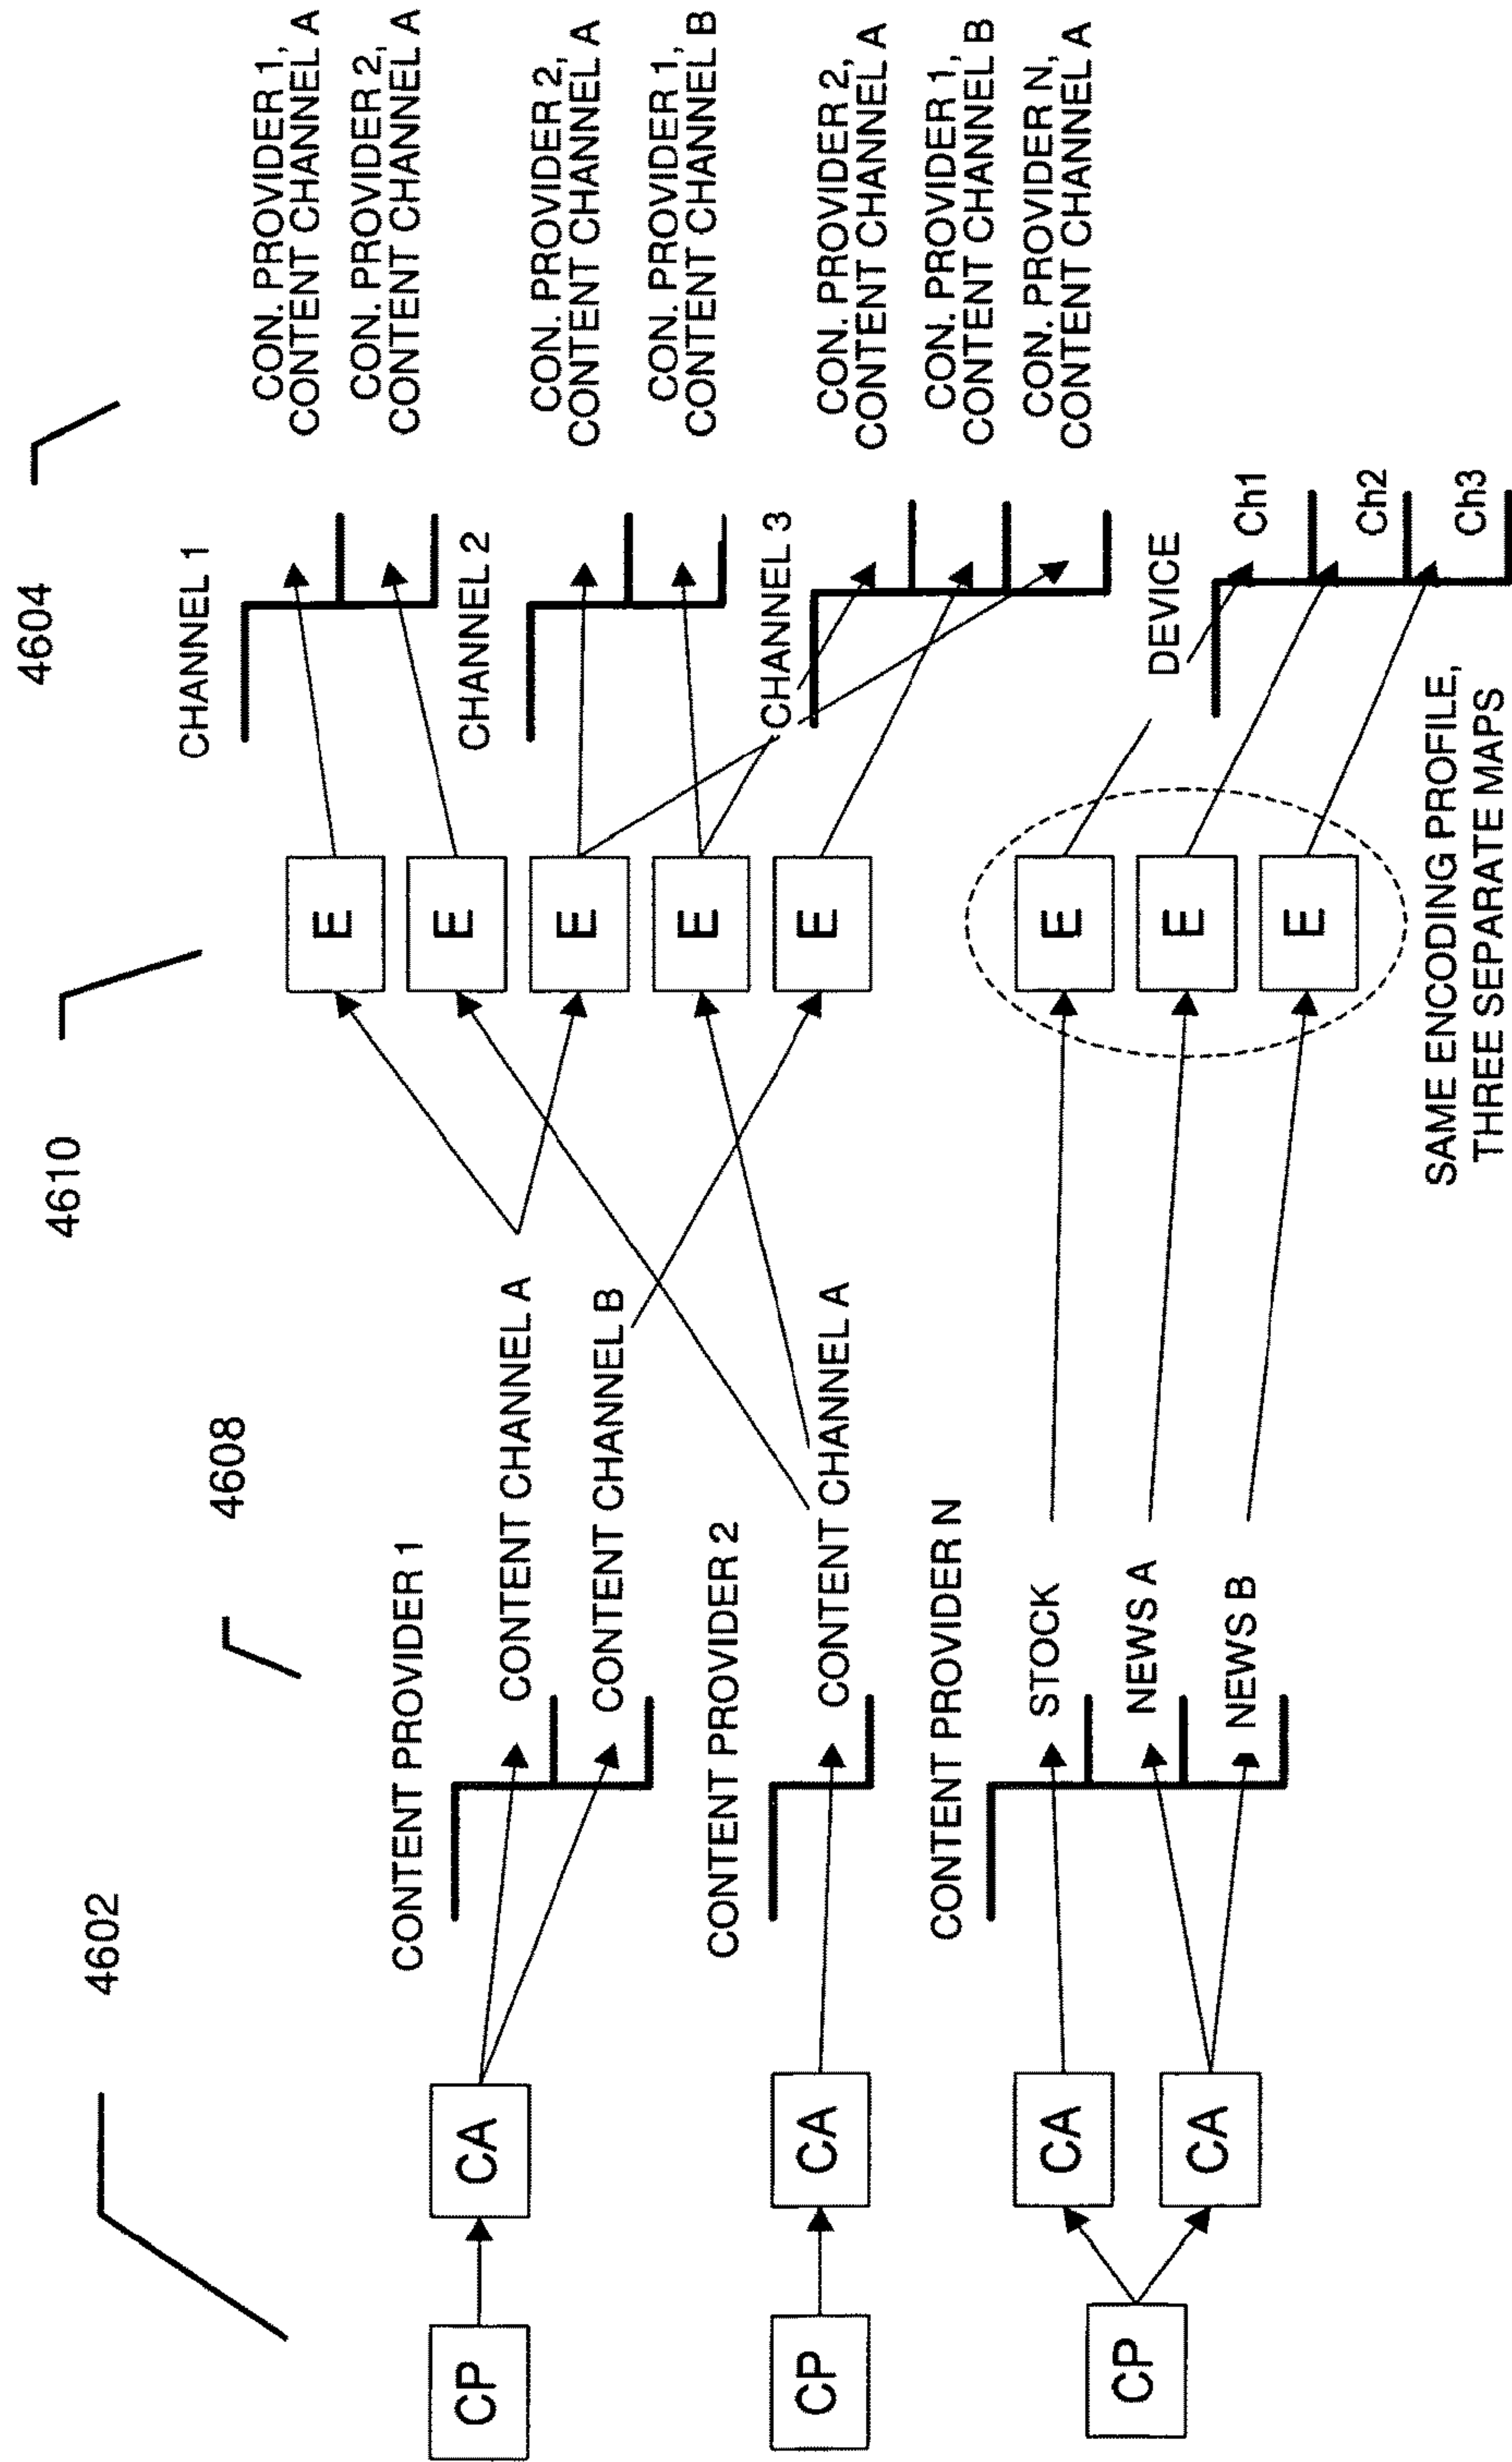 4602
4608
4610
4604
CP
CA
CONTENT PROVIDER 1
CONTENT CHANNEL A
CONTENT CHANNEL B
CP
CA
CONTENT PROVIDER 2
CONTENT CHANNEL A
CP
CA
CA
CONTENT PROVIDER N
STOCK
NEWS A
NEWS B
E
E
E
E
E
E
E
E
SAME ENCODING PROFILE,
THREE SEPARATE MAPS
CHANNEL 1
CON. PROVIDER 1,
CONTENT CHANNEL A
CON. PROVIDER 2,
CONTENT CHANNEL A
CHANNEL 2
CON. PROVIDER 2,
CONTENT CHANNEL A
CON. PROVIDER 1,
CONTENT CHANNEL B
CHANNEL 3
CON. PROVIDER 2,
CONTENT CHANNEL A
CON. PROVIDER 1,
CONTENT CHANNEL B
CON. PROVIDER N,
CONTENT CHANNEL A
DEVICE
Ch1
Ch2
Ch3